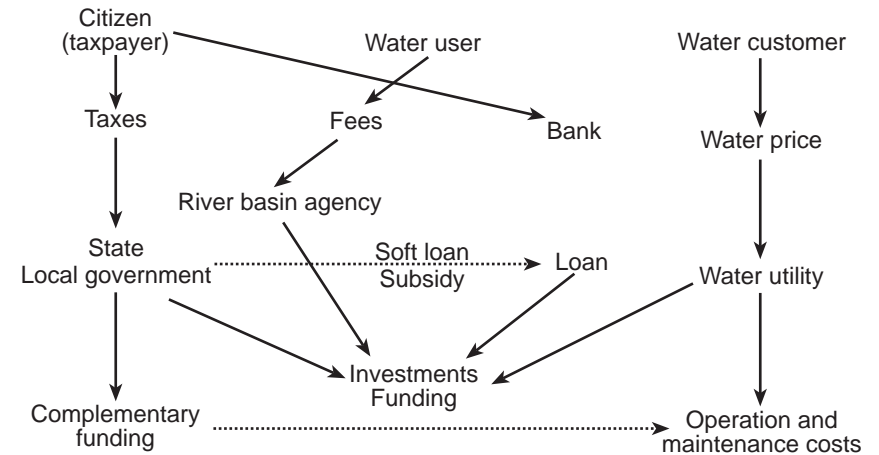 Citizen
(taxpayer)
Water user
Water customer
Taxes
Fees
Bank
Water price
River basin agency
State
Local government
Soft loan
Subsidy
Loan
Water utility
Investments
Funding
Complementary
funding
Operation and
maintenance costs